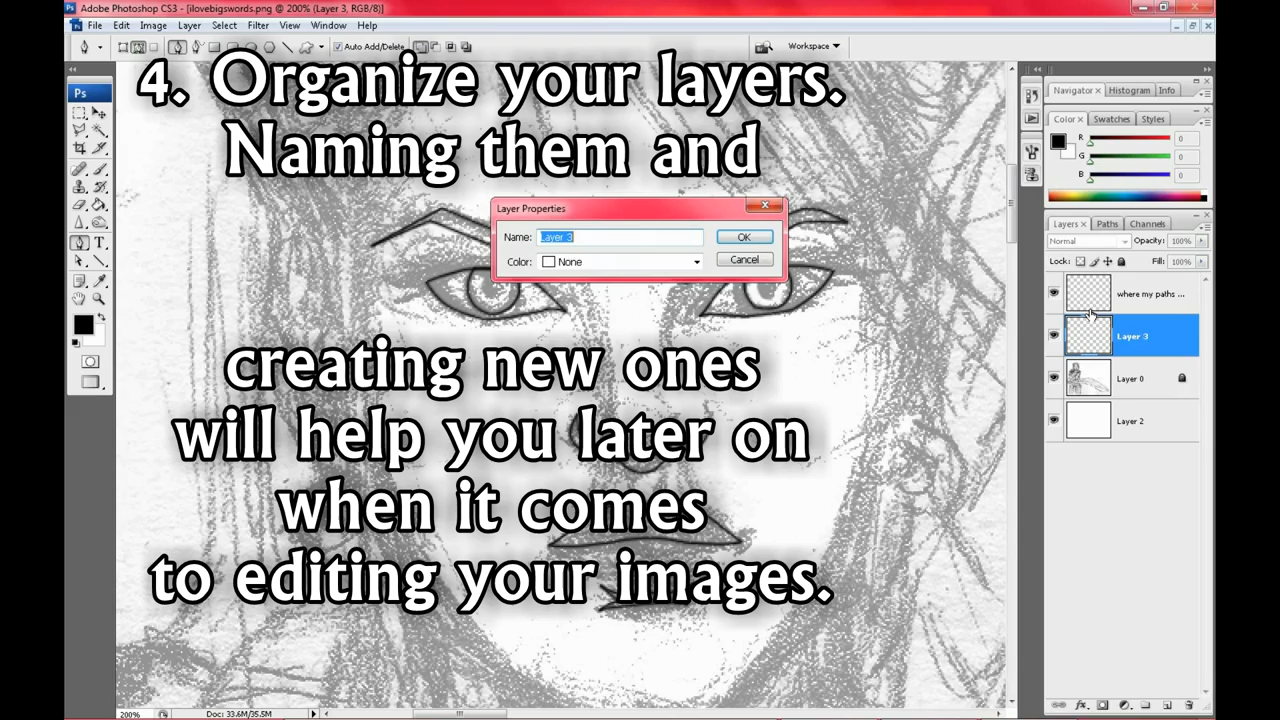 Adobe Photoshop CS3 - [ilovebigswords.png @ 200% (Layer 3, RGB/8)]
File Edit Image Layer Select Filter View Window Help
Auto Add/Delete
Workspace
4. Organize your layers.
Naming them and
Ps
Navigator Histogram Info
Color Swatches Styles
R 0
G 0
B 0
Layer Properties
Name: Layer 3 OK
Color: None Cancel
Layers Paths Channels
Normal Opacity: 100%
Lock: Fill: 100%
where my paths ...
Layer 3
Layer 0
Layer 2
creating new ones
will help you later on
when it comes
to editing your images.
200% Doc: 33.6M/35.5M